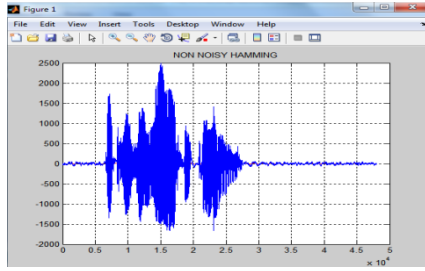 Figure 1
File Edit View Insert Tools Desktop Window Help
NON NOISY HAMMING
2500
2000
1500
1000
500
0
-500
-1000
-1500
-2000
0 0.5 1 1.5 2 2.5 3 3.5 4 4.5 5
x 10^4